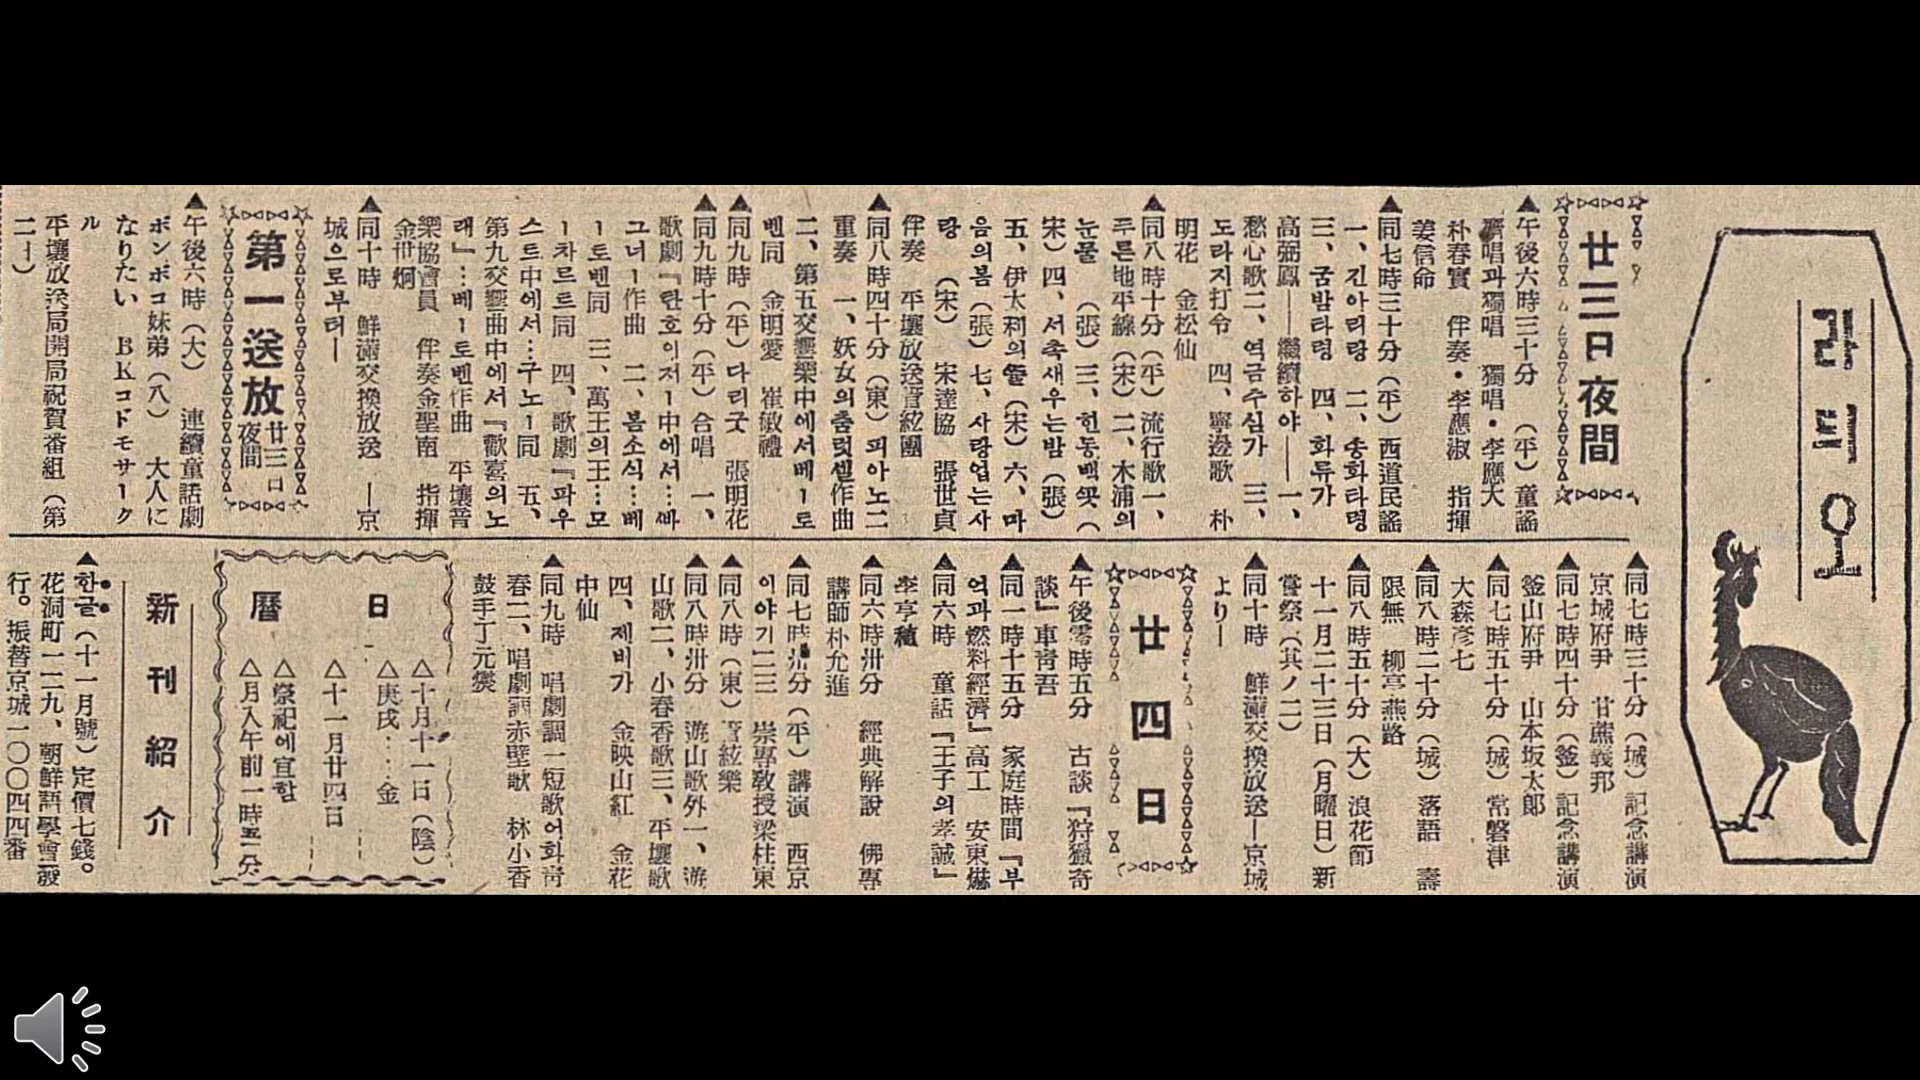 라디오
廿三日夜間
▲午後六時三十分 (平) 童謠
齊唱과獨唱 獨唱・李應大
朴春實 伴奏・李應淑 指揮
姜信命
▲同七時三十分 (平) 西道民謠
一、긴아리랑 二、송화타령
三、굼밤타령 四、화류가
高弼鳳——繼續하야——一、
愁心歌二、역금수심가 三、
도라지打令 四、寧邊歌 朴
明花 金松仙
▲同八時十分 (平) 流行歌一、
푸른地平線 (宋) 二、木浦의
눈물 (張) 三、헌동백꼿 (
宋) 四、서촉새우는밤 (張)
五、伊太利의 (宋) 六、마
음의봄 (張) 七、사랑업는사
랑 (宋) 宋達協 張世貞
伴奏 平壤放送管絃團
▲同八時四十分 (東) 피아노二
重奏 一、妖女의춤럿셀作曲
二、第五交響樂中에서베ー토
벤同 金明愛 崔敏禮
▲同九時 (平) 다리굿 張明花
▲同九時十分 (平) 合唱 一、
歌劇『탄호이저ー中에서…빠
그너ー作曲 二、봄소식…베
ー토벤同 三、萬王의王…모
ー차르트同 四、歌劇『파우
스트中에서…구노ー同 五、
第九交響曲中에서『歡喜의노
래』…베ー토벤作曲 平壤音
樂協會員 伴奏金聖南 指揮
金世炯
▲同十時 鮮滿交換放送 —京
城으로부터—
第一送放 廿三日
夜間
▲午後六時 (大) 連續童話劇
ボンボコ妹弟 (八) 大人に
なりたい BKコドモサーク
ル
平壤放送局開局祝賀番組 (第
二日)
▲同七時三十分 (城) 記念講演
京城府尹 甘蔗義邦
▲同七時四十分 (釜) 記念講演
釜山府尹 山本坂太郎
▲同七時五十分 (城) 常磐津
大森彦七
▲同八時二十分 (城) 落語 壽
限無 柳亭燕路
▲同八時五十分 (大) 浪花節
十一月二十三日 (月曜日) 新
嘗祭 (其ノ二)
▲同十時 鮮滿交換放送—京城
より—
廿四日
▲午後零時五分 古談『狩獵奇
談』車靑吾
▲同一時十五分 家庭時間『부
억과燃料經濟』高工 安東爀
▲同六時 童話『王子의孝誠』
李亨稙
▲同六時卅分 經典解說 佛專
講師朴允進
▲同七時卅分 (平) 講演 西京
이야기二三 崇專敎授梁柱東
▲同八時 (東) 管絃樂
▲同八時卅分 游山歌外一、游
山歌二、小春香歌三、平壤歌
四、제비가 金映山紅 金花
中仙
▲同九時 唱劇調一短歌어화靑
春二、唱劇調赤壁歌 林小香
鼓手丁元燮
日曆
△十月十一日 (陰)
△庚戌…金
△十一月廿四日
△祭祀에宜함
△月入午前一時五一分
新刊紹介
▲한글 (十一月號) 定價七錢。
花洞町一二九、朝鮮語學會發
行。振替京城一〇〇四四番